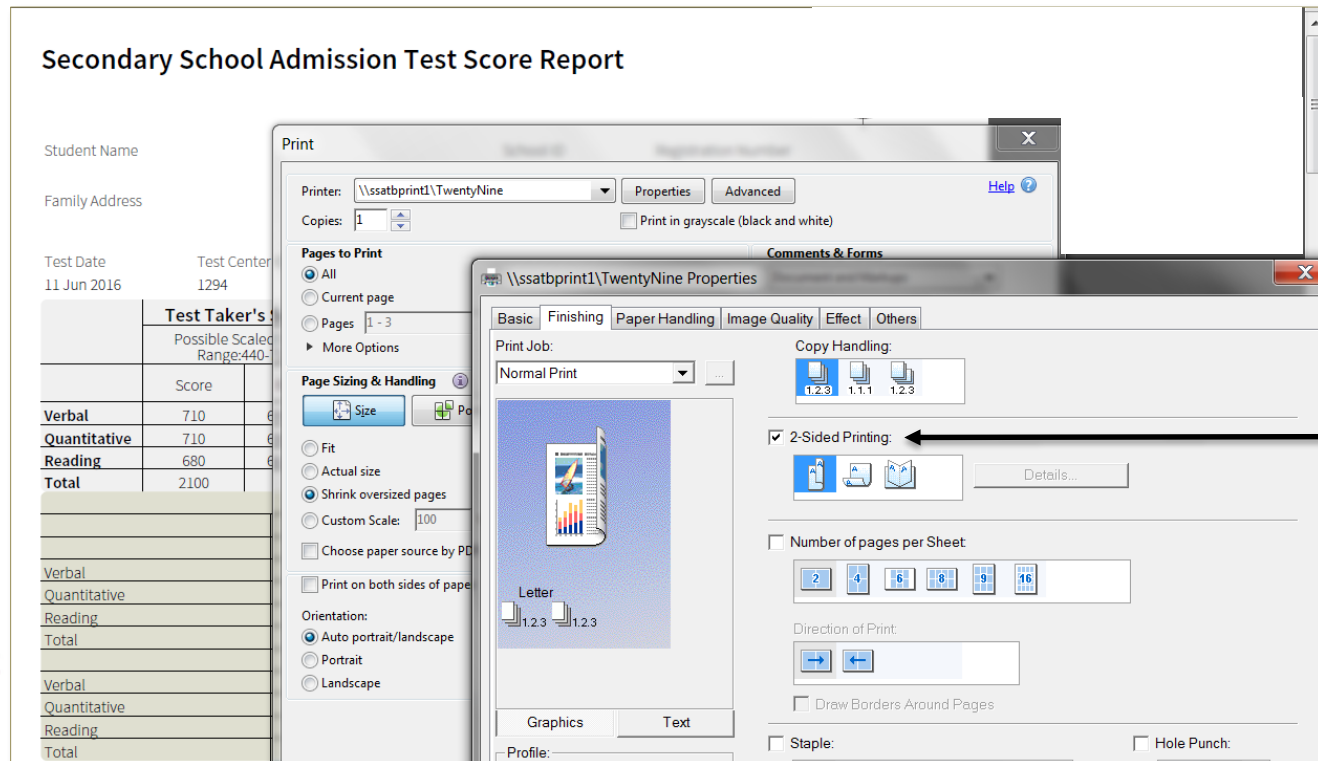 Secondary School Admission Test Score Report
Student Name
Family Address
Test Date Test Center
11 Jun 2016 1294
Test Taker's
Possible Scaled
Range:440-
Score
Verbal 710 6
Quantitative 710 6
Reading 680 6
Total 2100
Verbal
Quantitative
Reading
Total
Verbal
Quantitative
Reading
Total
Print X
Printer: \\ssatbprint1\TwentyNine Properties Advanced Help ?
Copies: 1 Print in grayscale (black and white)
Pages to Print Comments & Forms
All
Current page
Pages 1 - 3
More Options
Page Sizing & Handling i
Size Po
Fit
Actual size
Shrink oversized pages
Custom Scale: 100
Choose paper source by PD
Print on both sides of pape
Orientation:
Auto portrait/landscape
Portrait
Landscape
\\ssatbprint1\TwentyNine Properties X
Basic Finishing Paper Handling Image Quality Effect Others
Print Job:
Normal Print ...
Letter
1.2.3 1.2.3
Graphics Text
Profile:
Copy Handling:
1.2.3 1.1.1 1.2.3
2-Sided Printing:
A A A A A
Details...
Number of pages per Sheet:
2 4 6 8 9 16
Direction of Print:
Draw Borders Around Pages
Staple: Hole Punch: